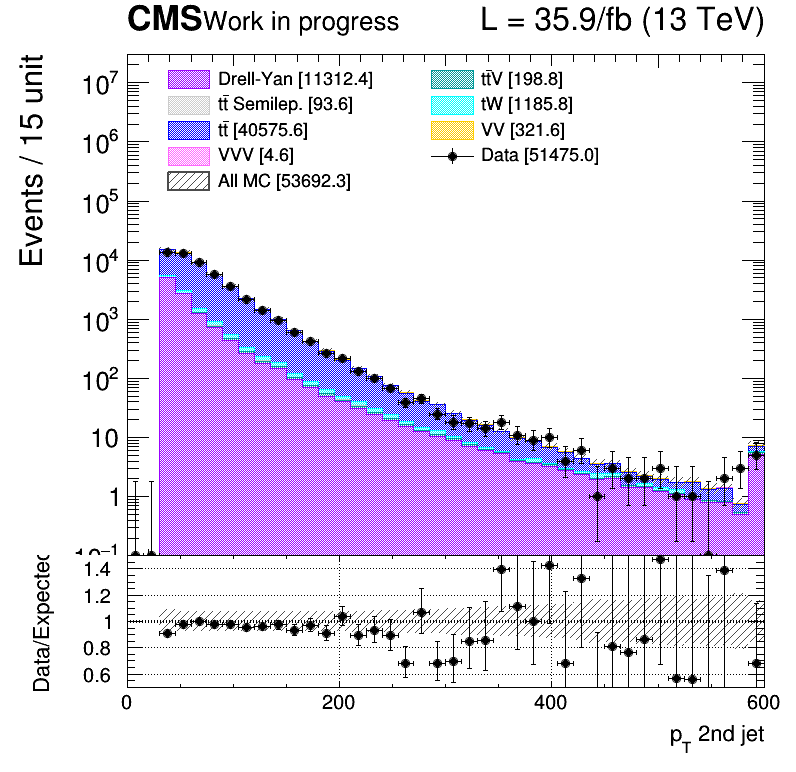 CMS Work in progress L = 35.9/fb (13 TeV)
Events / 15 unit
Drell-Yan [11312.4] tt̄V [198.8]
tt̄ Semilep. [93.6] tW [1185.8]
tt̄ [40575.6] VV [321.6]
VVV [4.6] Data [51475.0]
All MC [53692.3]
10⁷
10⁶
10⁵
10⁴
10³
10²
10
1
10⁻¹
Data/Expected
1.4
1.2
1
0.8
0.6
0 200 400 600
p_T 2nd jet